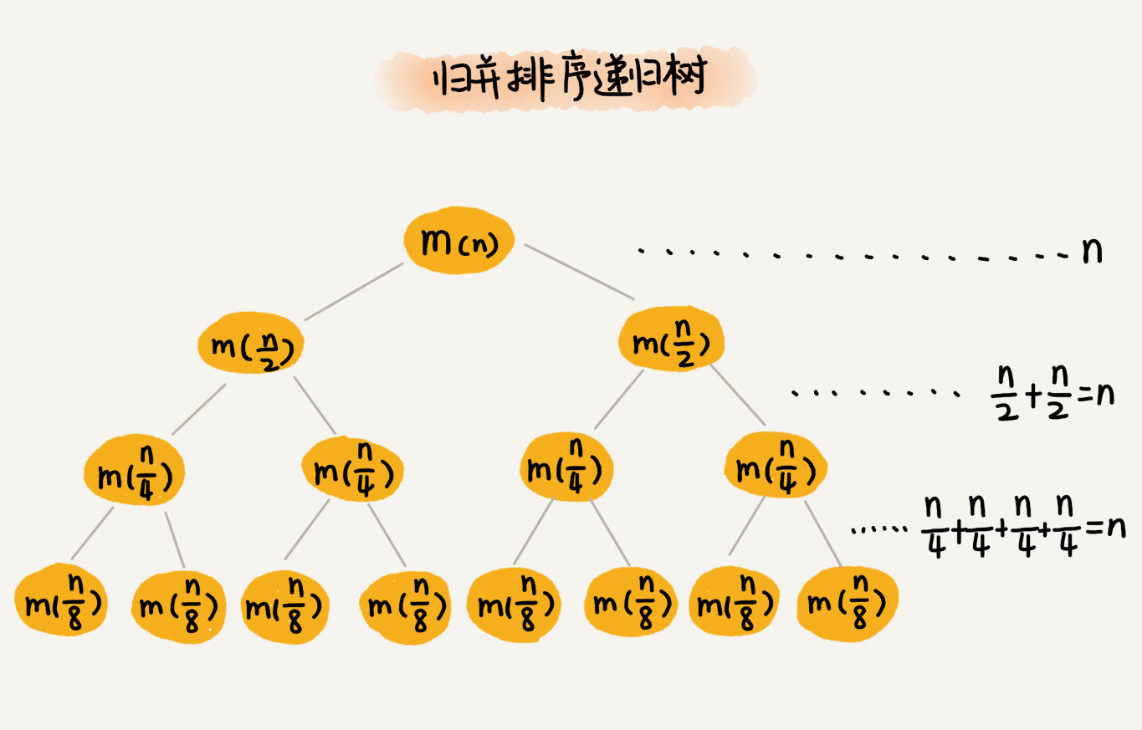 归并排序递归树
m(n) ..................n
m(n/2) m(n/2) ....... n/2+n/2=n
m(n/4) m(n/4) m(n/4) m(n/4) ...... n/4+n/4+n/4+n/4=n
m(n/8) m(n/8) m(n/8) m(n/8) m(n/8) m(n/8) m(n/8) m(n/8)